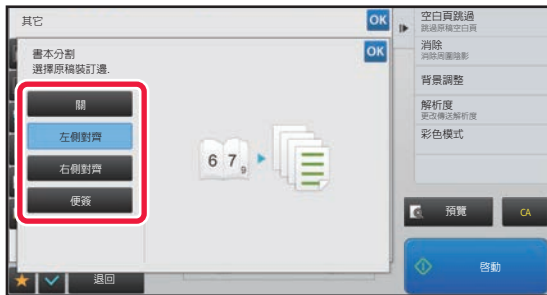 其它
OK
書本分割
選擇原稿裝訂邊.
OK
關
左側對齊
右側對齊
便簽
6 7 9
退回
空白頁跳過
跳過原稿空白頁
消除
消除周圍陰影
背景調整
解析度
更改傳送解析度
彩色模式
預覽
CA
啓動